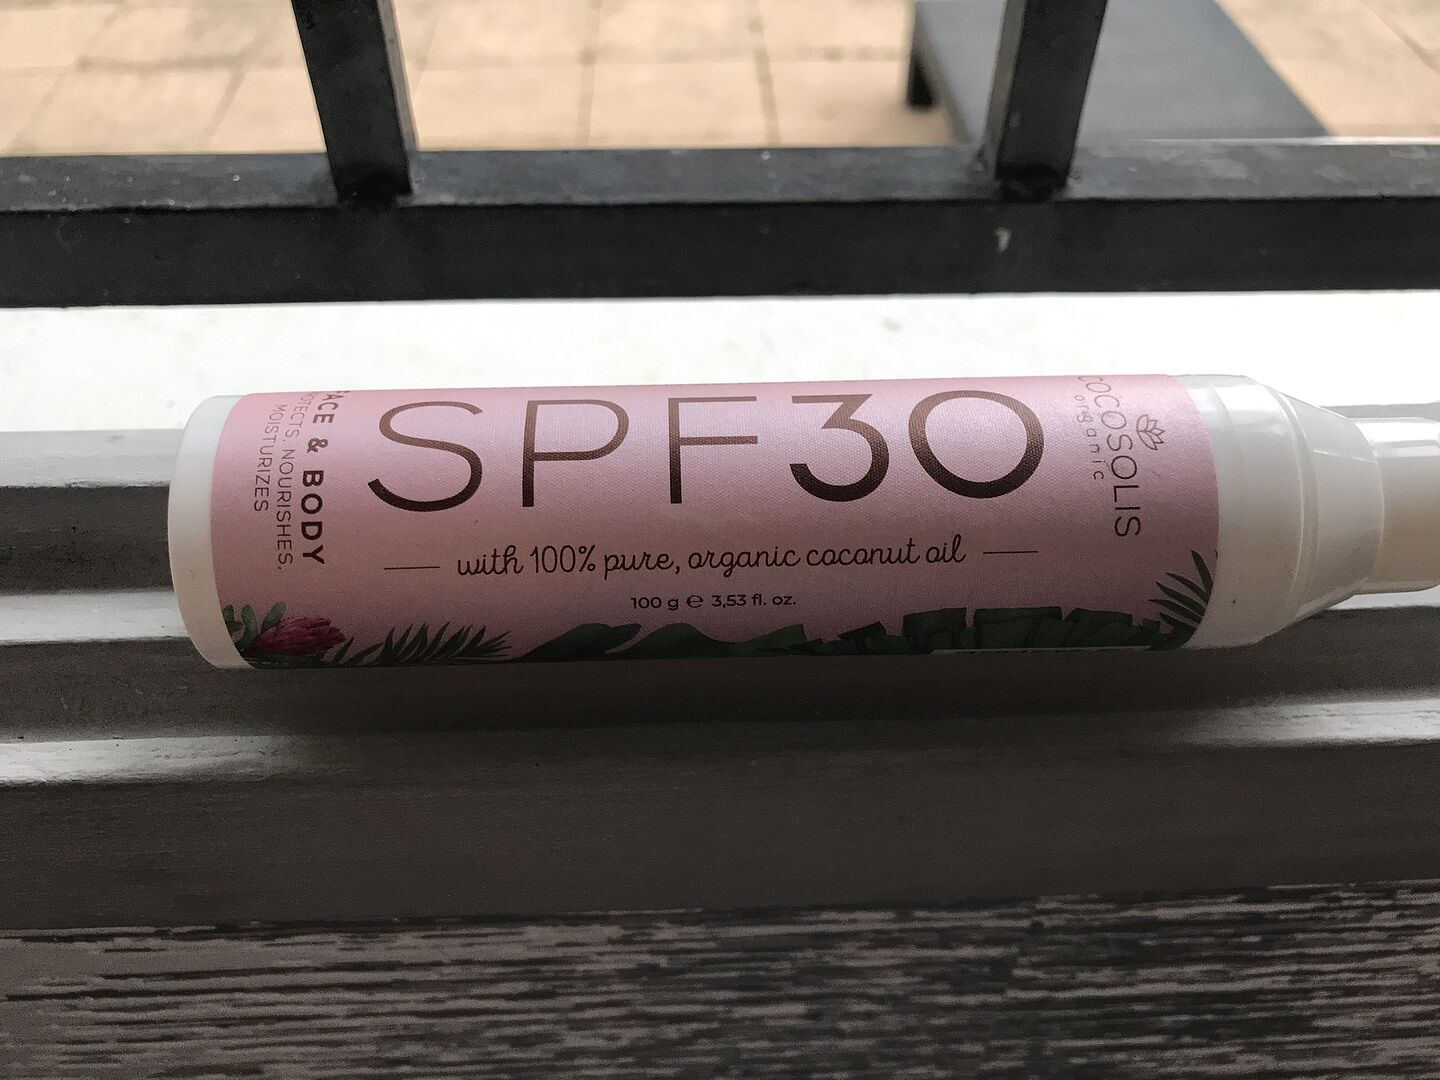 SPF30
with 100% pure, organic coconut oil
100 g ℮ 3,53 fl. oz.
COCOSOLIS
organic
& BODY
NOURISHES,
MOISTURIZES